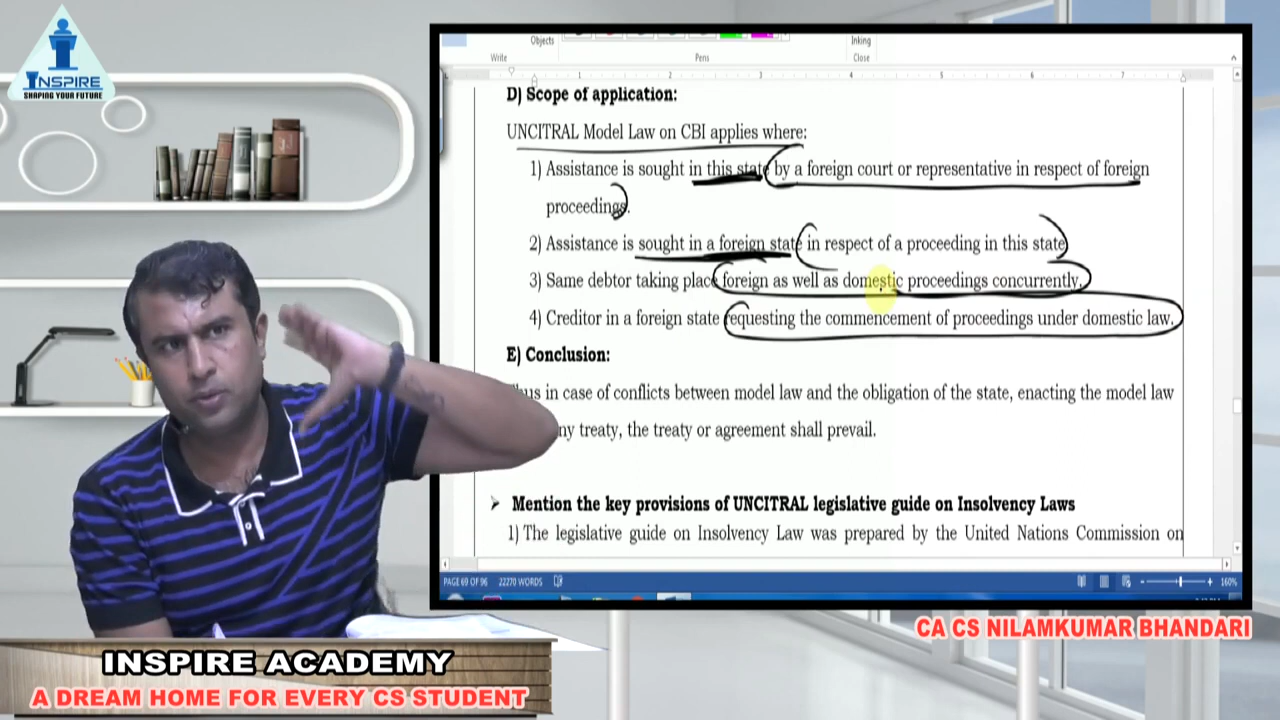 INSPIRE
SHAPING YOUR FUTURE
Objects
Inking
Write
Pens
Close
1 2 3 4 5 6 7
D) Scope of application:
UNCITRAL Model Law on CBI applies where:
1) Assistance is sought in this state by a foreign court or representative in respect of foreign
proceedings.
2) Assistance is sought in a foreign state in respect of a proceeding in this state
3) Same debtor taking place foreign as well as domestic proceedings concurrently.
4) Creditor in a foreign state requesting the commencement of proceedings under domestic law.
E) Conclusion:
in case of conflicts between model law and the obligation of the state, enacting the model law
treaty, the treaty or agreement shall prevail.
➢ Mention the key provisions of UNCITRAL legislative guide on Insolvency Laws
1) The legislative guide on Insolvency Law was prepared by the United Nations Commission on
PAGE 69 OF 96 22270 WORDS
160%
CA CS NILAMKUMAR BHANDARI
INSPIRE ACADEMY
A DREAM HOME FOR EVERY CS STUDENT